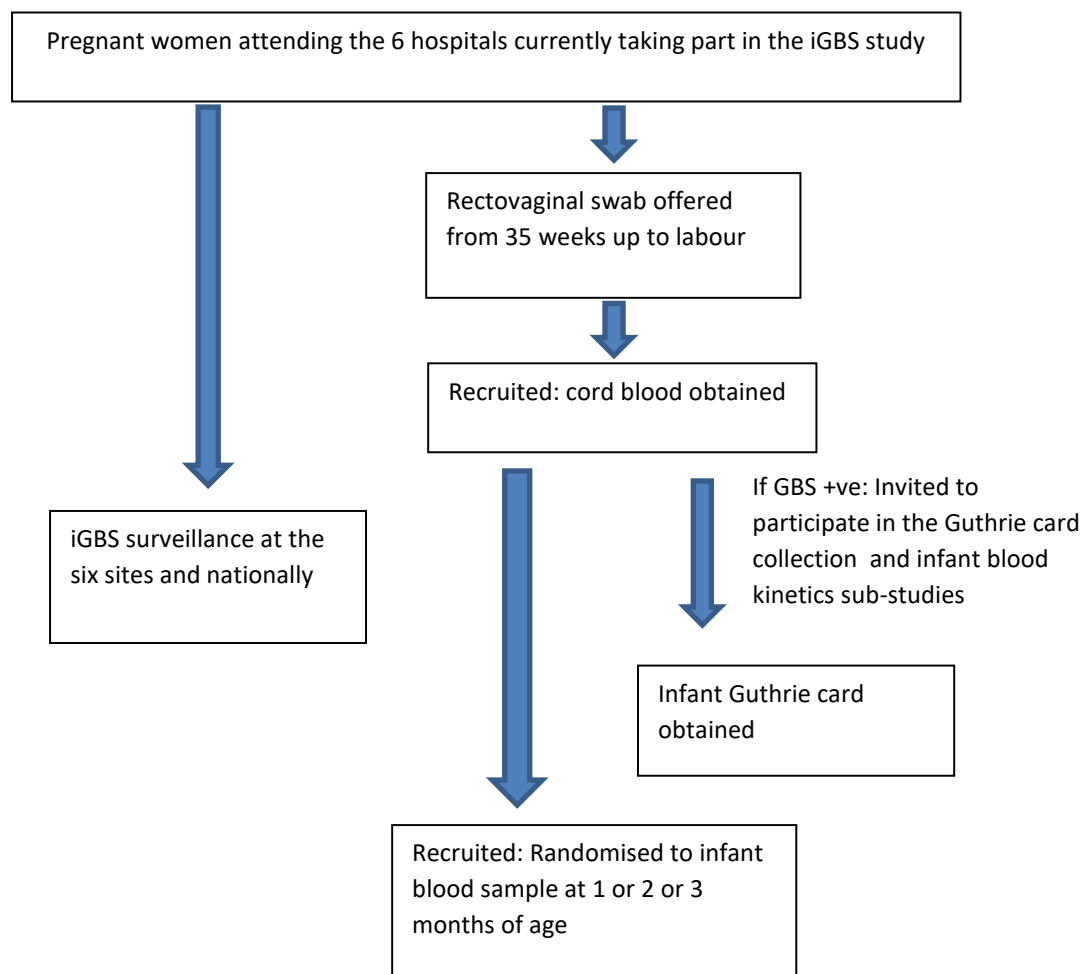 Pregnant women attending the 6 hospitals currently taking part in the iGBS study
Rectovaginal swab offered
from 35 weeks up to labour
Recruited: cord blood obtained
If GBS +ve: Invited to
participate in the Guthrie card
collection  and infant blood
kinetics sub-studies
iGBS surveillance at the
six sites and nationally
Infant Guthrie card
obtained
Recruited: Randomised to infant
blood sample at 1 or 2 or 3
months of age